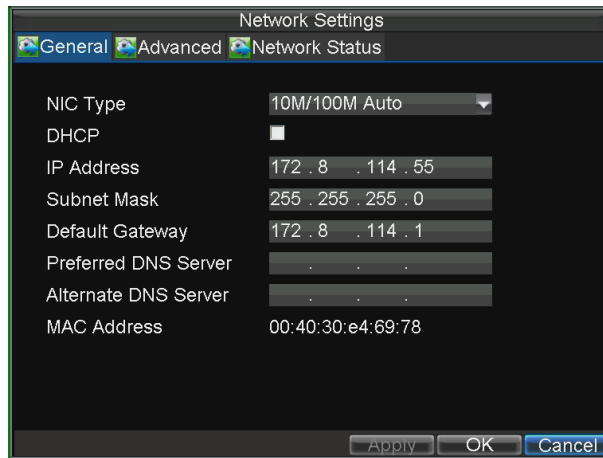 Network Settings
General Advanced Network Status
NIC Type 10M/100M Auto
DHCP
IP Address 172 . 8 . 114 . 55
Subnet Mask 255 . 255 . 255 . 0
Default Gateway 172 . 8 . 114 . 1
Preferred DNS Server . . .
Alternate DNS Server . . .
MAC Address 00:40:30:e4:69:78
Apply OK Cancel